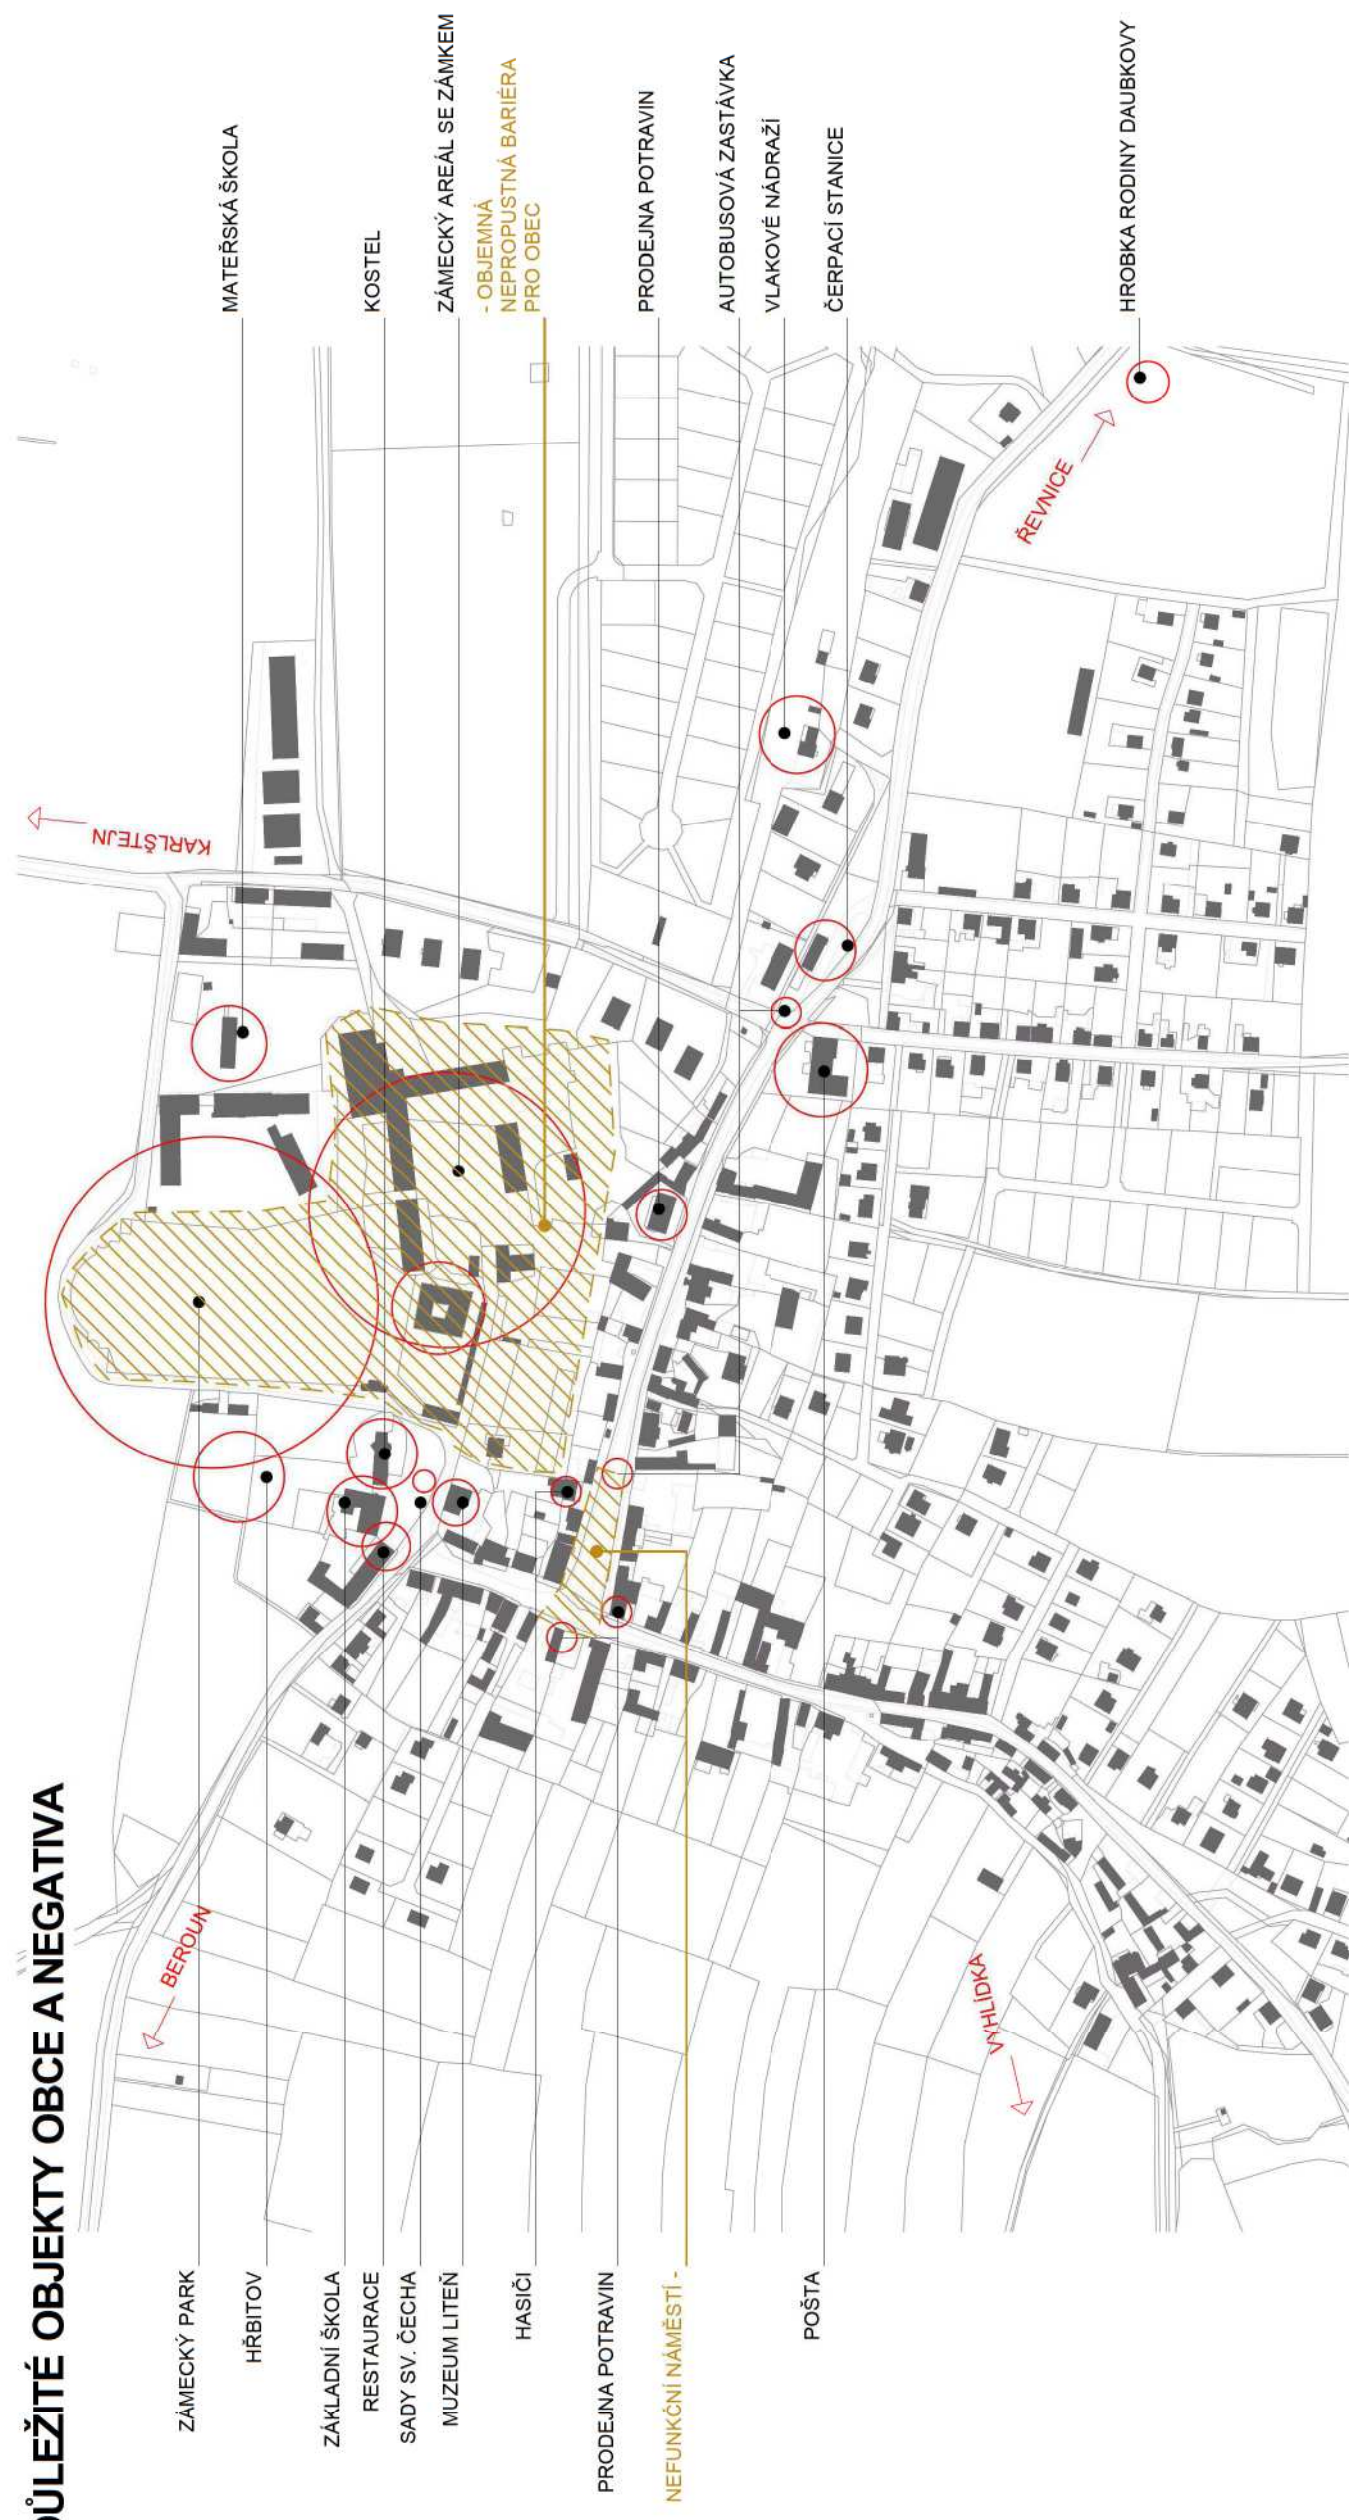 DŮLEŽITÉ OBJEKTY OBCE A NEGATIVA
ZÁMECKÝ PARK
HŘBITOV
ZÁKLADNÍ ŠKOLA
RESTAURACE
SADY SV. ČECHA
MUZEUM LITEŇ
HASIČI
PRODEJNA POTRAVIN
NEFUNKČNÍ NÁMĚSTÍ -
POŠTA
BEROUN
VYHLÍDKA
KARLŠTEJN
ŘEVNICE
MATEŘSKÁ ŠKOLA
KOSTEL
ZÁMECKÝ AREÁL SE ZÁMKEM
- OBJEMNÁ
NEPROPUSTNÁ BARIÉRA
PRO OBEC
PRODEJNA POTRAVIN
AUTOBUSOVÁ ZASTÁVKA
VLAKOVÉ NÁDRAŽÍ
ČERPACÍ STANICE
HROBKA RODINY DAUBKOVY